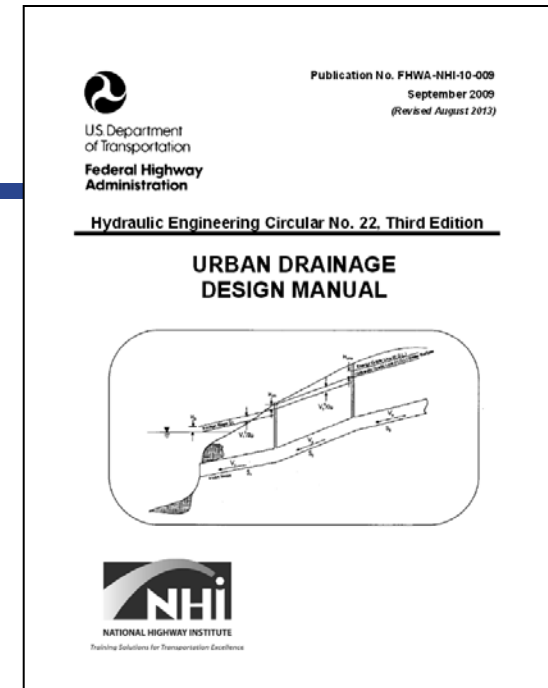 Publication No. FHWA-NHI-10-009
September 2009
(Revised August 2013)
U.S. Department
of Transportation
Federal Highway
Administration
Hydraulic Engineering Circular No. 22, Third Edition
URBAN DRAINAGE
DESIGN MANUAL
NHi
NATIONAL HIGHWAY INSTITUTE
Training Solutions for Transportation Excellence